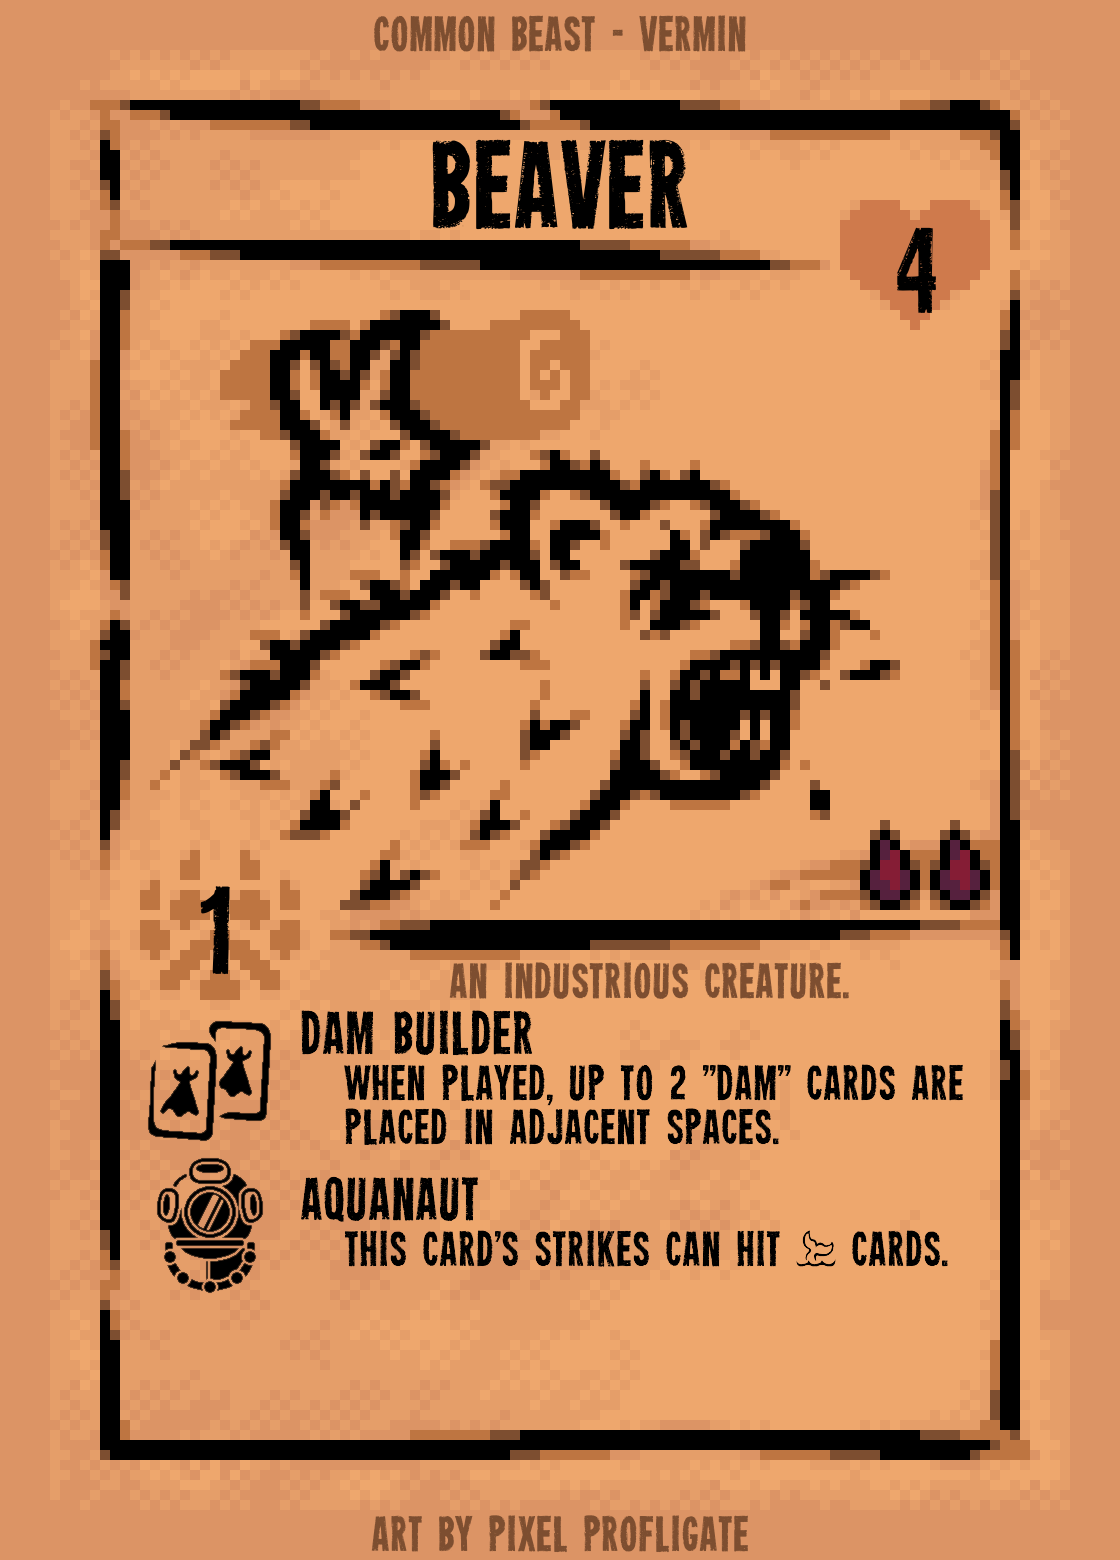 COMMON BEAST - VERMIN
BEAVER
4
1
AN INDUSTRIOUS CREATURE.
DAM BUILDER
WHEN PLAYED, UP TO 2 "DAM" CARDS ARE
PLACED IN ADJACENT SPACES.
AQUANAUT
THIS CARD'S STRIKES CAN HIT CARDS.
ART BY PIXEL PROFLIGATE